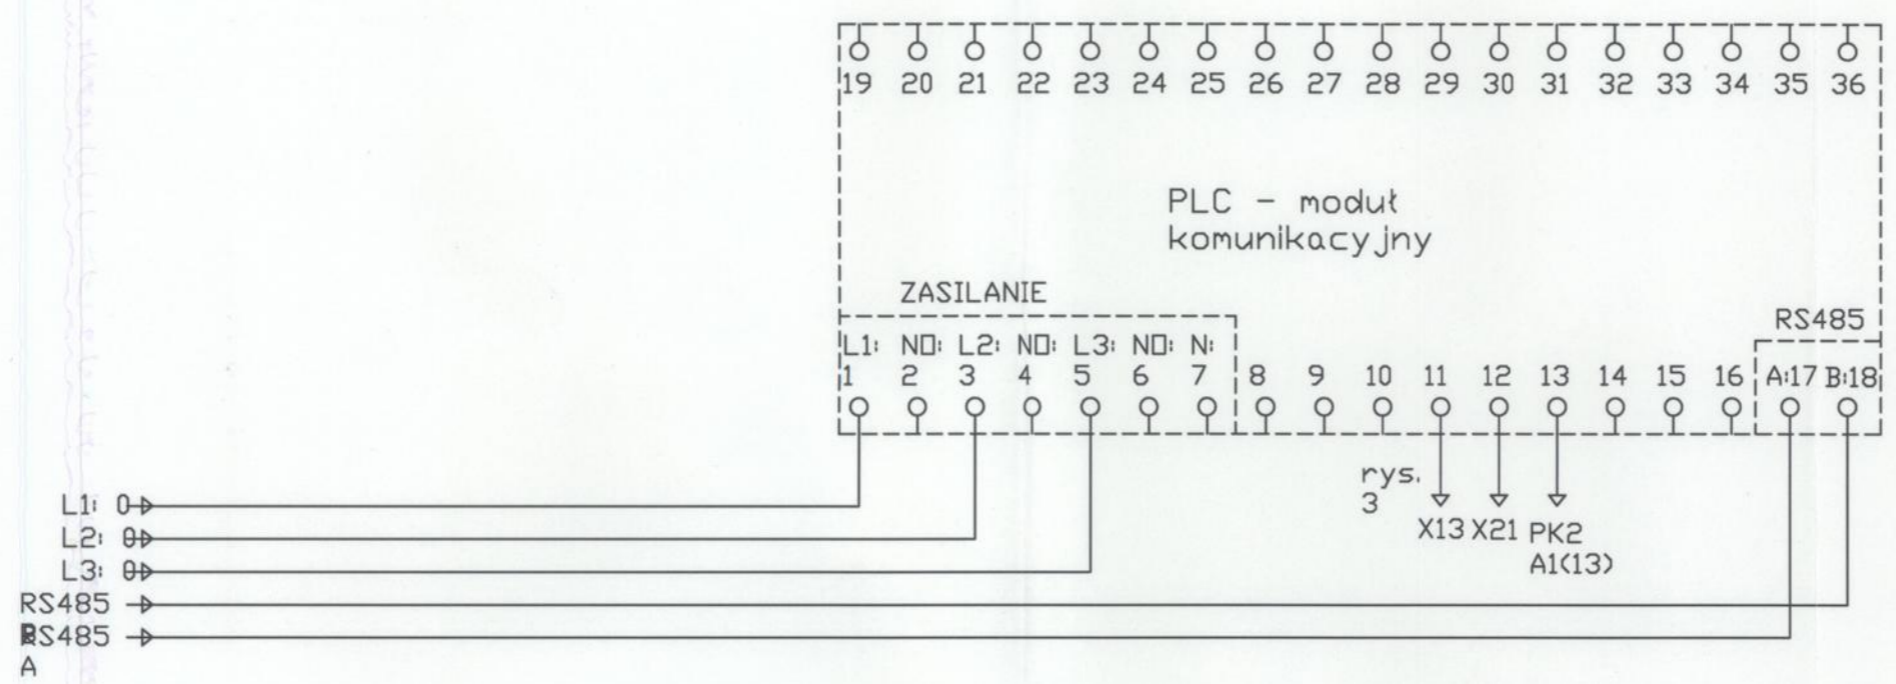 19 20 21 22 23 24 25 26 27 28 29 30 31 32 33 34 35 36
PLC - moduł
komunikacyjny
ZASILANIE
RS485
L1: NO: L2: NO: L3: NO: N:
1 2 3 4 5 6 7 8 9 10 11 12 13 14 15 16 A:17 B:18
rys.
3
X13 X21 PK2
A1(13)
L1: 0
L2: 0
L3: 0
RS485
B
RS485
A